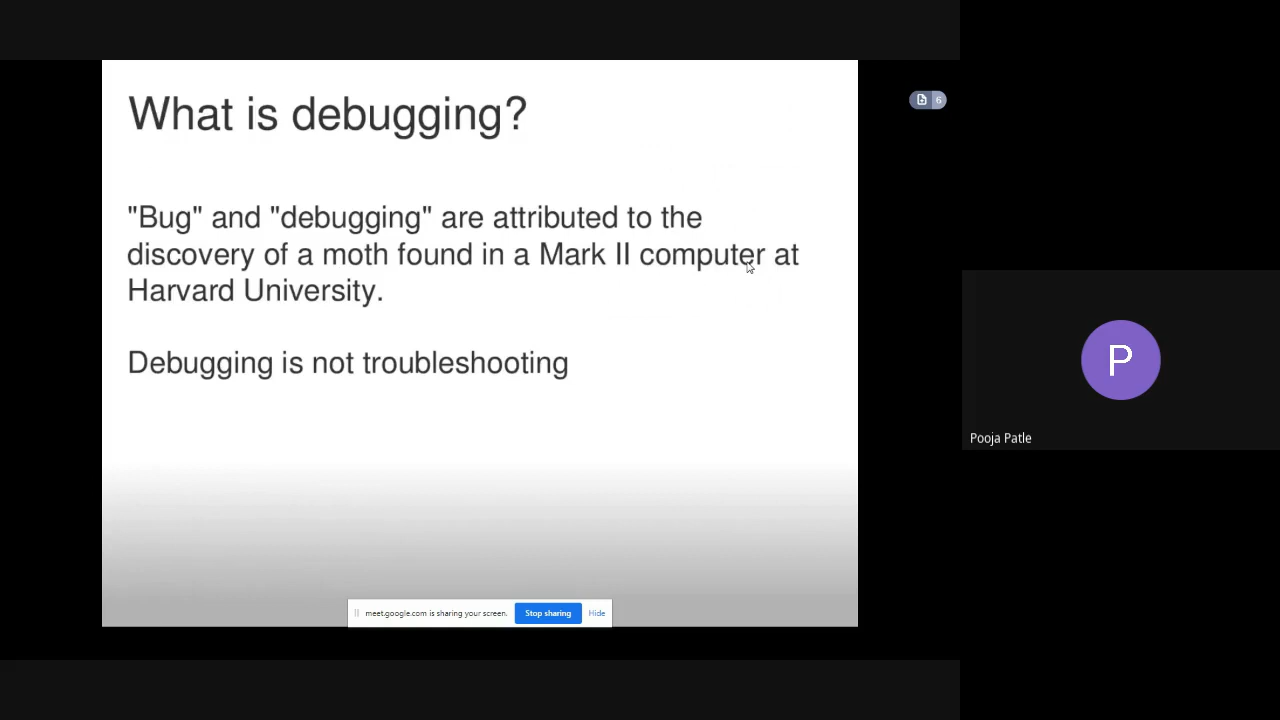 What is debugging?
6
"Bug" and "debugging" are attributed to the
discovery of a moth found in a Mark II computer at
Harvard University.
Debugging is not troubleshooting
P
Pooja Patle
meet.google.com is sharing your screen.
Stop sharing
Hide